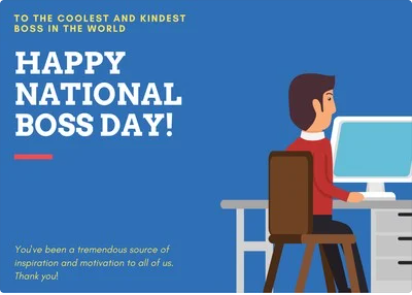 TO THE COOLEST AND KINDEST
BOSS IN THE WORLD
HAPPY
NATIONAL
BOSS DAY!
You've been a tremendous source of
inspiration and motivation to all of us.
Thank you!